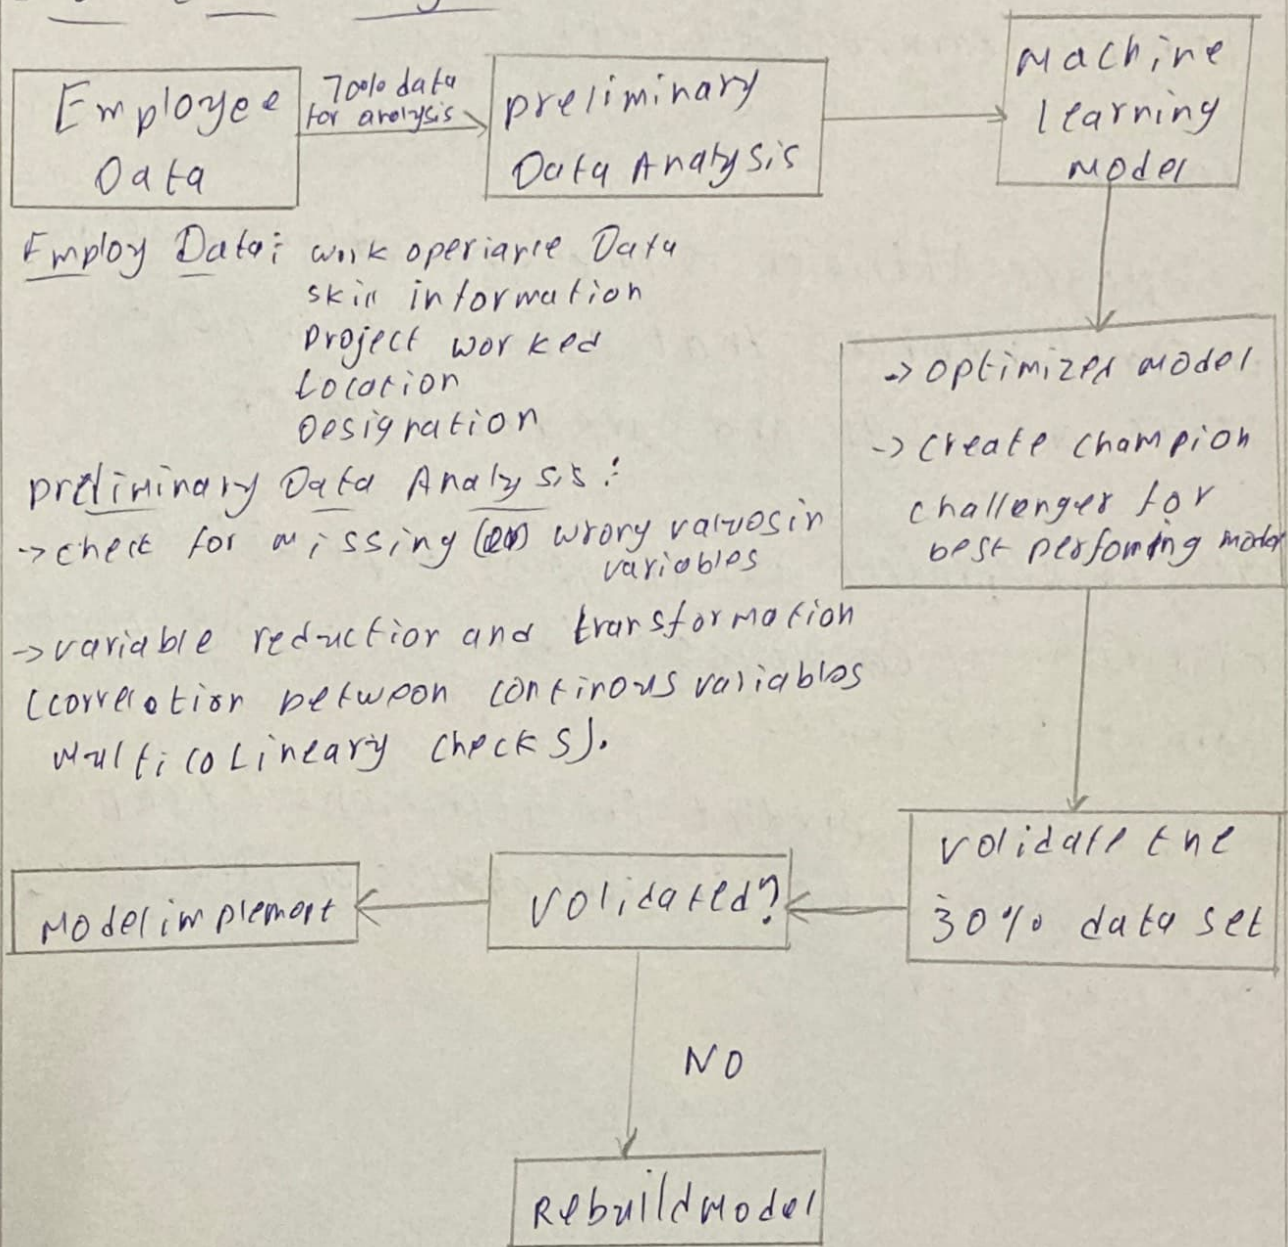 Employee
Data
70% data
for analysis
preliminary
Data Analysis
Machine
learning
Model
Employ Data: work operiance Data
skill information
project worked
Location
Designation
preliminary Data Analysis:
-> check for missing (or) wrong values in
variables
-> variable reduction and transformation
(correlation between continous variables
multicolineary checks).
-> optimized model
-> create champion
challenger for
best perfoming model
validate the
30% data set
validated?
Model implement
NO
Rebuild Model